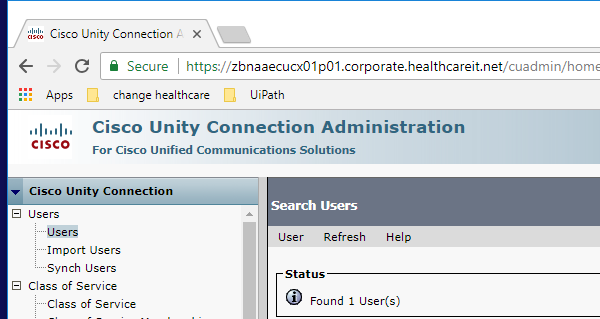 Cisco Unity Connection A
Secure https://zbnaaecucx01p01.corporate.healthcareit.net/cuadmin/home
Apps change healthcare UiPath
CISCO
Cisco Unity Connection Administration
For Cisco Unified Communications Solutions
Cisco Unity Connection
Users
Users
Import Users
Synch Users
Class of Service
Class of Service
Search Users
User Refresh Help
Status
Found 1 User(s)